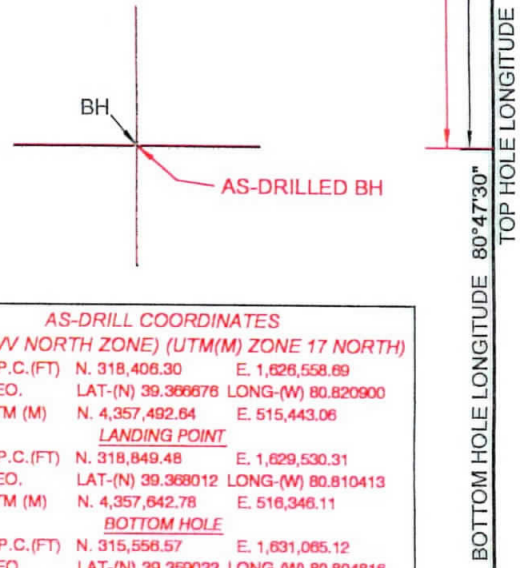 BH
AS-DRILLED BH
TOP HOLE LONGITUDE
BOTTOM HOLE LONGITUDE 80°47'30"
AS-DRILL COORDINATES
NORTH ZONE) (UTM(M) ZONE 17 NORTH)
P.C.(FT) N. 318,406.30 E. 1,626,558.69
EO. LAT-(N) 39.366676 LONG-(W) 80.820900
TM (M) N. 4,357,492.64 E. 515,443.06
LANDING POINT
P.C.(FT) N. 318,849.48 E. 1,629,530.31
EO. LAT-(N) 39.368012 LONG-(W) 80.810413
TM (M) N. 4,357,642.78 E. 516,346.11
BOTTOM HOLE
P.C.(FT) N. 315,556.57 E. 1,631,065.12
EO. LAT-(N) LONG-(W)